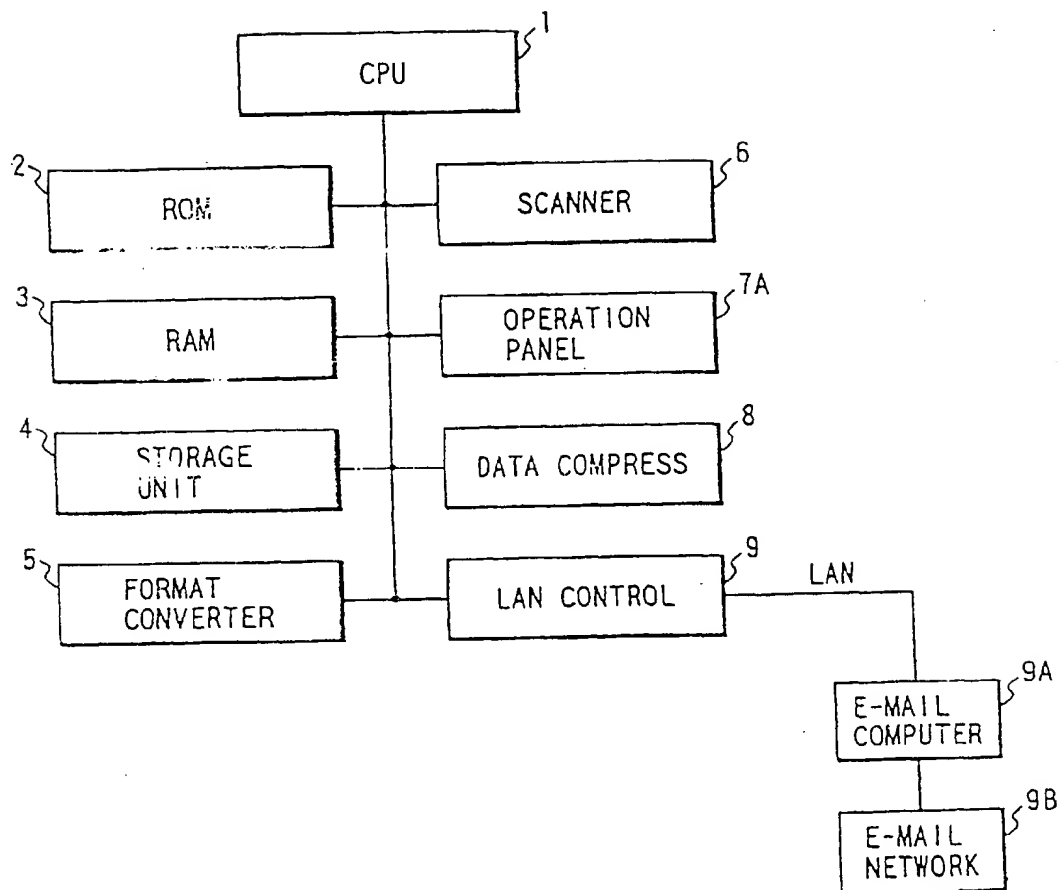 1
CPU
2
ROM
6
SCANNER
3
RAM
7A
OPERATION
PANEL
4
STORAGE
UNIT
8
DATA COMPRESS
5
FORMAT
CONVERTER
9
LAN CONTROL
LAN
9A
E-MAIL
COMPUTER
9B
E-MAIL
NETWORK